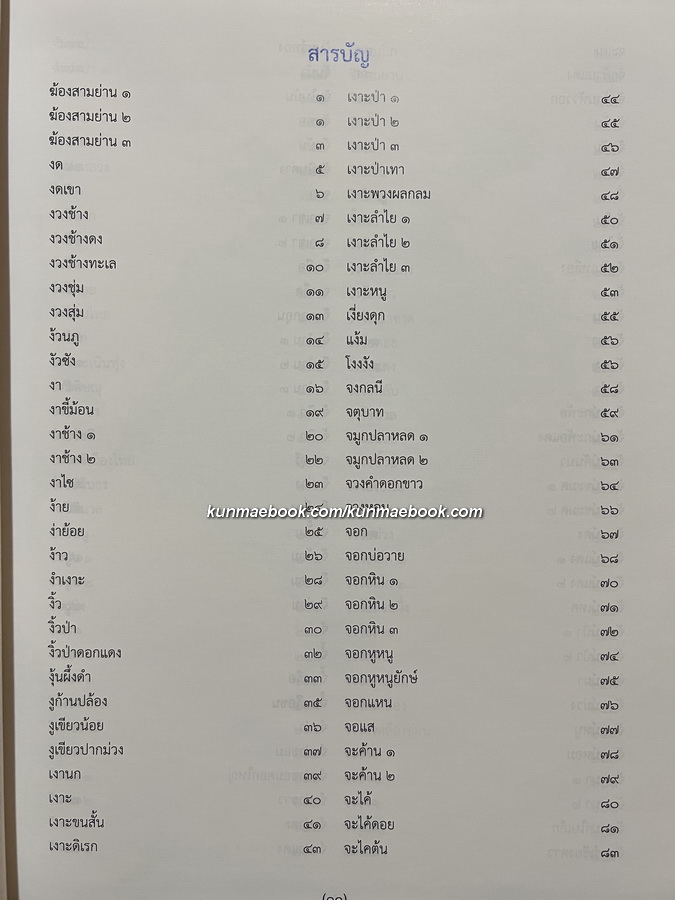 สารบัญ
ฆ้องสามย่าน ๑ ๑
ฆ้องสามย่าน ๒ ๑
ฆ้องสามย่าน ๓ ๓
งด ๕
งดเขา ๖
งวงช้าง ๗
งวงช้างดง ๘
งวงช้างทะเล ๑๐
งวงชุ่ม ๑๑
งวงสุ่ม ๑๓
ง้วนภู ๑๔
งัวซัง ๑๕
งา ๑๖
งาขี้ม้อน ๑๙
งาช้าง ๑ ๒๐
งาช้าง ๒ ๒๒
งาไซ ๒๓
ง้าย
ง่าย้อย ๒๕
ง้าว ๒๖
งำเงาะ ๒๘
งิ้ว ๒๙
งิ้วป่า ๓๐
งิ้วป่าดอกแดง ๓๒
งุ้นผึ้งดำ ๓๓
งูก้านปล้อง ๓๕
งูเขียวน้อย ๓๖
งูเขียวปากม่วง ๓๗
เงานก ๓๙
เงาะ ๔๐
เงาะขนสั้น ๔๑
เงาะดิเรก ๔๓
เงาะป่า ๑ ๔๔
เงาะป่า ๒ ๔๕
เงาะป่า ๓ ๔๖
เงาะป่าเทา ๔๗
เงาะพวงผลกลม ๔๘
เงาะลำไย ๑ ๕๐
เงาะลำไย ๒ ๕๑
เงาะลำไย ๓ ๕๒
เงาะหนู ๕๓
เงี่ยงดุก ๕๕
แง้ม ๕๖
โงงงัง ๕๖
จงกลนี ๕๘
จตุบาท ๕๙
จมูกปลาหลด ๑ ๖๑
จมูกปลาหลด ๒ ๖๓
จวงคำดอกขาว ๖๔
๖๖
จอก ๖๗
จอกบ่อวาย ๖๘
จอกหิน ๑ ๗๐
จอกหิน ๒ ๗๑
จอกหิน ๓ ๗๒
จอกหูหนู ๗๔
จอกหูหนูยักษ์ ๗๕
จอกแหน ๗๖
จอแส ๗๗
จะค้าน ๑ ๗๘
จะค้าน ๒ ๗๙
จะไค้ ๘๐
จะไค้ดอย ๘๑
จะไคต้น ๘๓
kunmaebook.com/kunmaebook.com